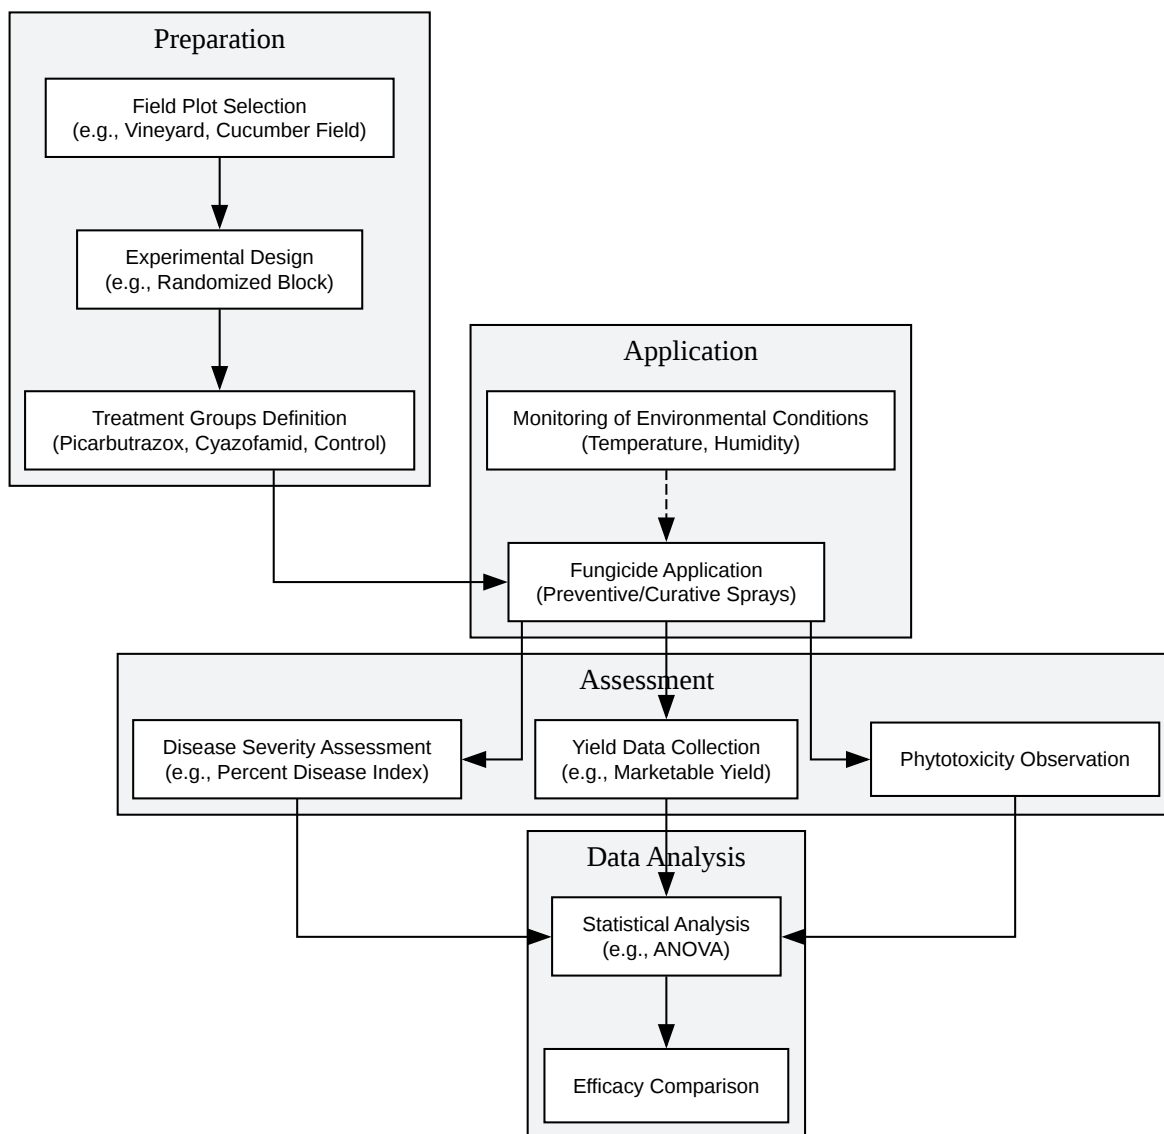 Preparation
Field Plot Selection
(e.g., Vineyard, Cucumber Field)
Experimental Design
(e.g., Randomized Block)
Treatment Groups Definition
(Picarbutrazox, Cyazofamid, Control)
Application
Monitoring of Environmental Conditions
(Temperature, Humidity)
Fungicide Application
(Preventive/Curative Sprays)
Assessment
Disease Severity Assessment
(e.g., Percent Disease Index)
Yield Data Collection
(e.g., Marketable Yield)
Phytotoxicity Observation
Data Analysis
Statistical Analysis
(e.g., ANOVA)
Efficacy Comparison